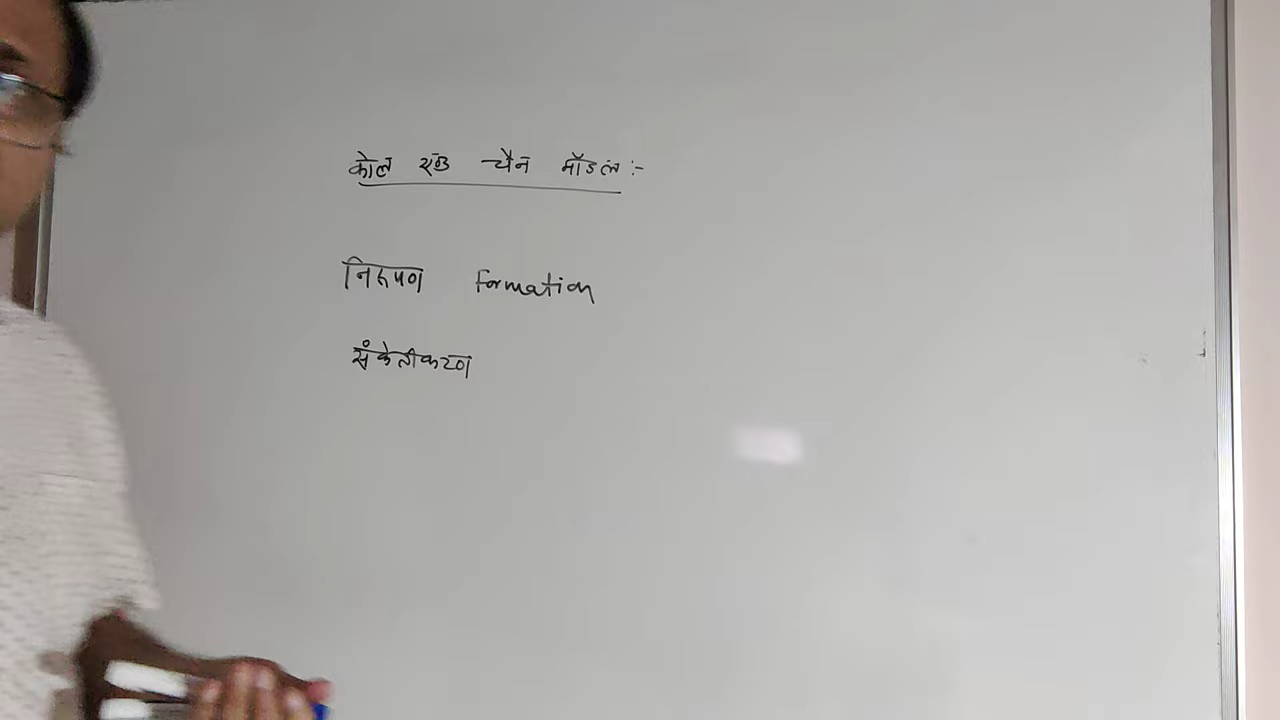 कोल एंड चैन मॉडल :-
निरुपण formation
संकेतीकरण